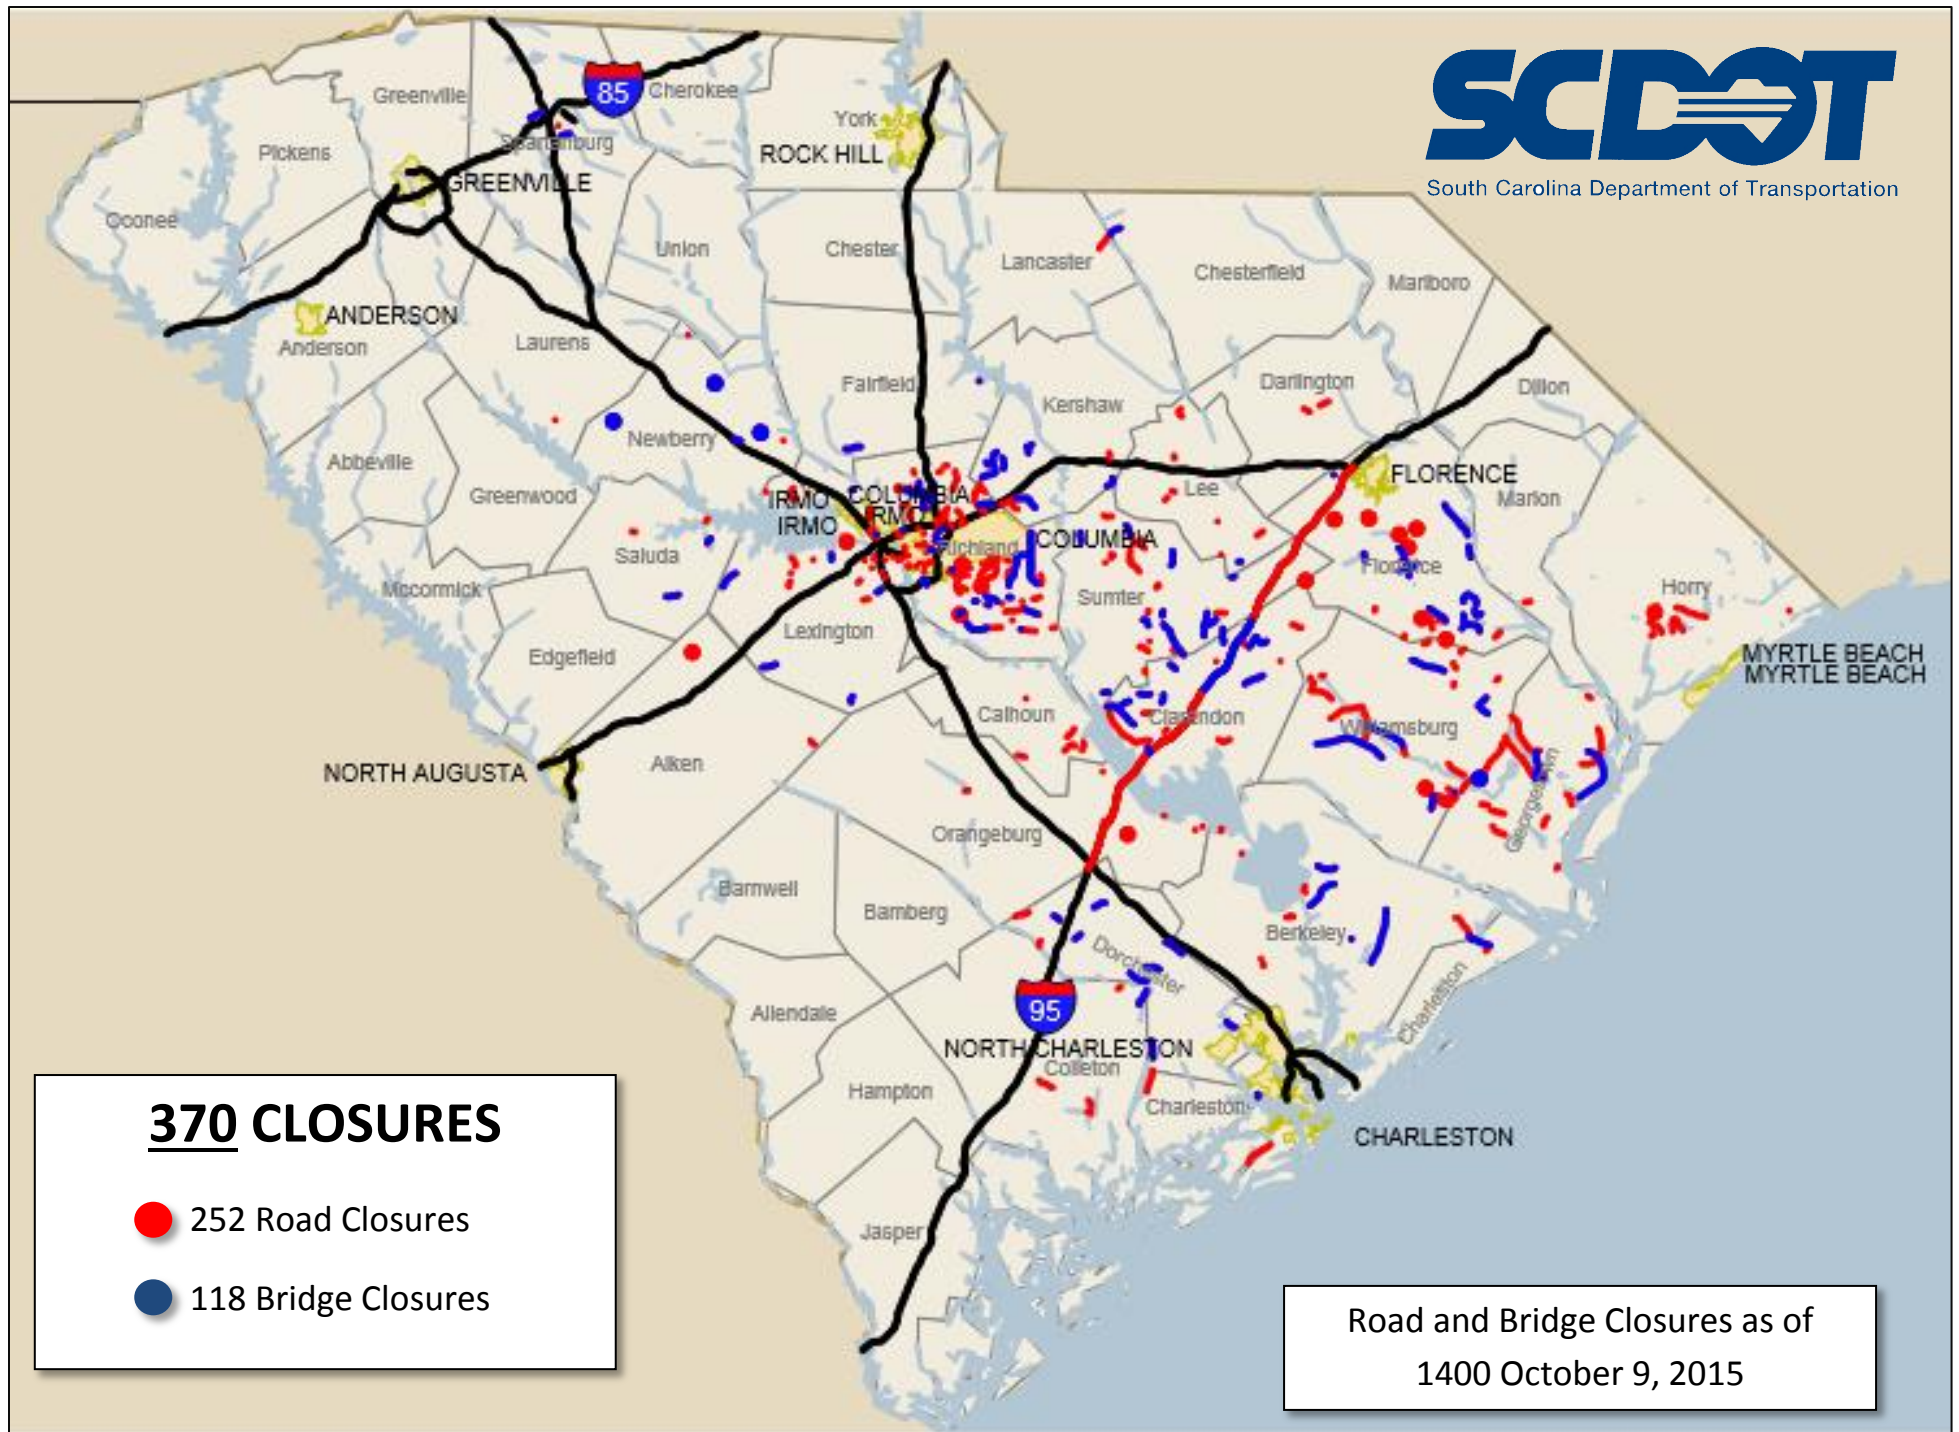 SCDOT
South Carolina Department of Transportation
85
Cherokee
Greenville
York
ROCK HILL
Spartanburg
Pickens
GREENVILLE
Oconee
Union
Chester
Lancaster
Chesterfield
Marlboro
ANDERSON
Anderson
Laurens
Fairfield
Kershaw
Darlington
Dillon
Newberry
Abbeville
Greenwood
FLORENCE
Lee
Marion
IRMO
COLUMBIA
IRMO
IRMO
COLUMBIA
Richland
Saluda
Florence
Mccormick
Sumter
Horry
Lexington
Edgefield
MYRTLE BEACH
MYRTLE BEACH
Calhoun
Clarendon
Williamsburg
NORTH AUGUSTA
Aiken
Georgetown
Orangeburg
Barnwell
Bamberg
Berkeley
Dorchester
Charleston
Allendale
95
NORTH CHARLESTON
Colleton
Hampton
Charleston
CHARLESTON
Jasper
370 CLOSURES
252 Road Closures
118 Bridge Closures
Road and Bridge Closures as of
1400 October 9, 2015